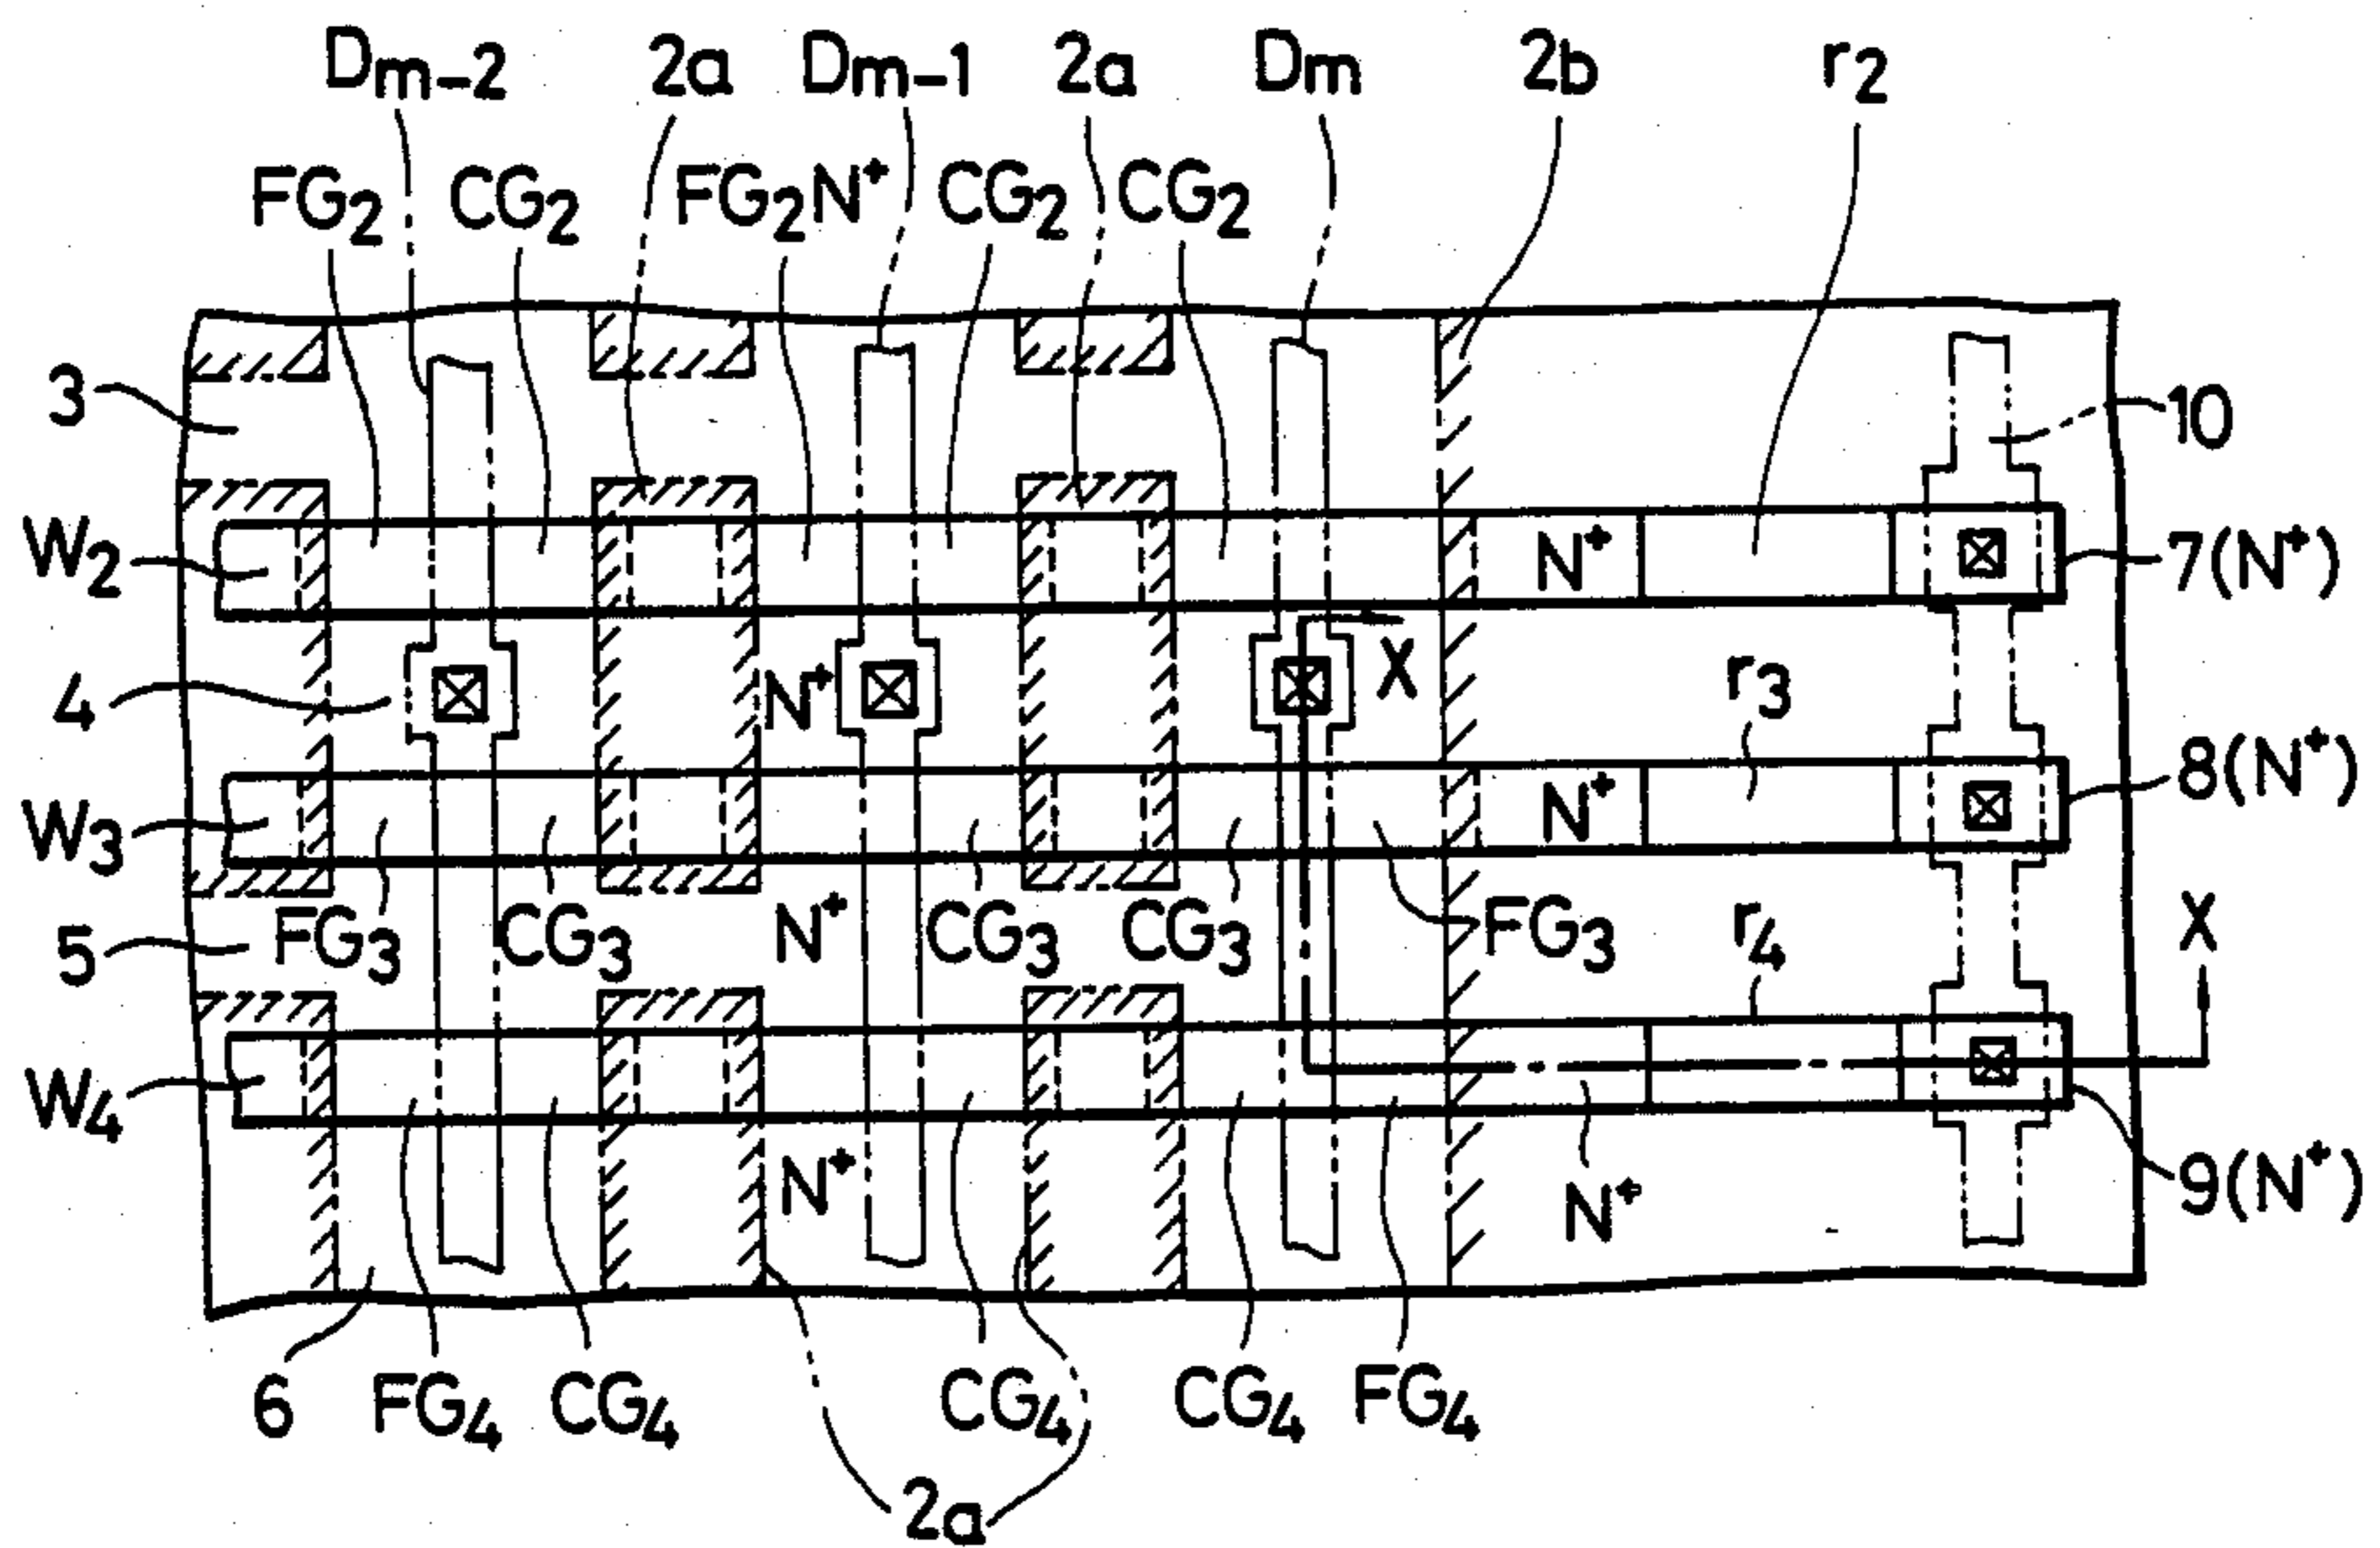 Dm-2 2a Dm-1 2a Dm 2b r2
FG2 CG2 FG2 N+ CG2 CG2
3
10
W2 N+ 7(N+)
X
4 N+ r3
W3 N+ 8(N+)
5 FG3 CG3 N+ CG3 CG3 FG3 r4 X
W4 N+ N+ 9(N+)
6 FG4 CG4 CG4 CG4 FG4
2a